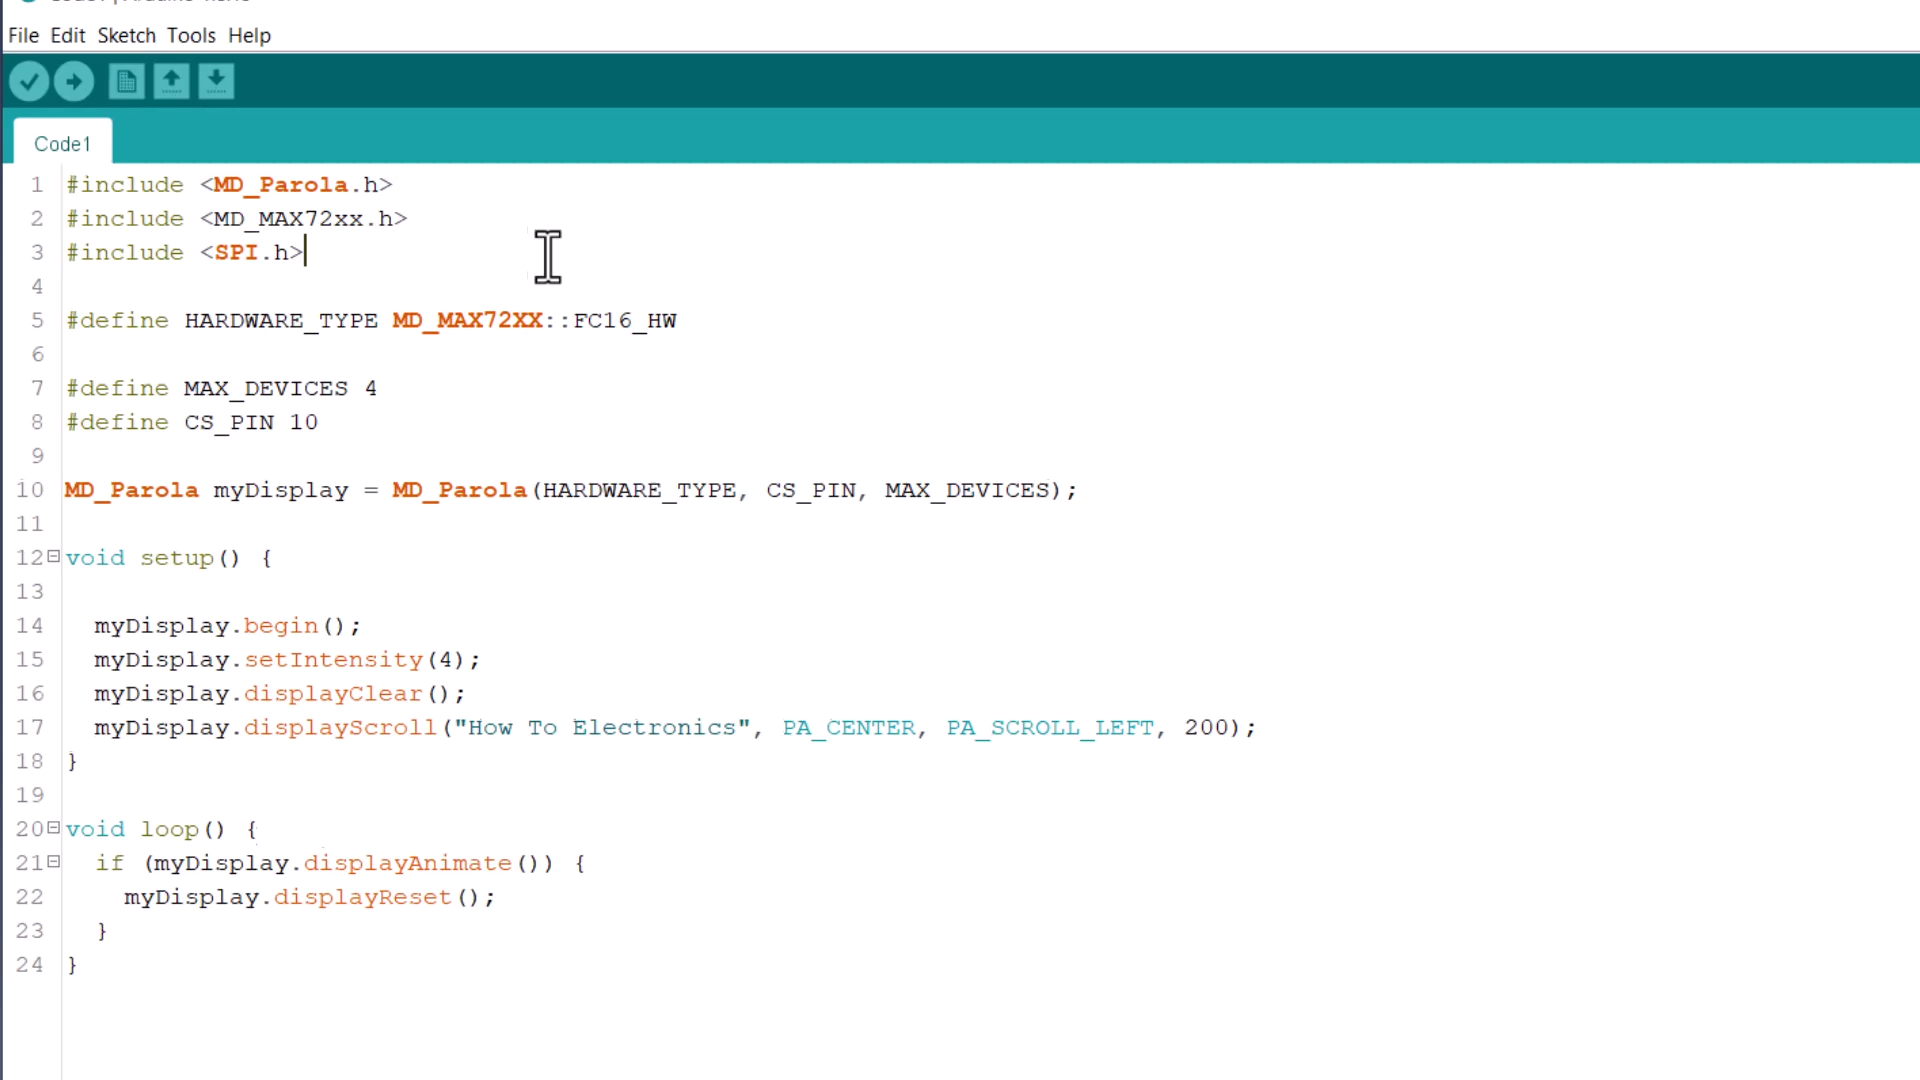 File Edit Sketch Tools Help
Code1
1 #include <MD_Parola.h>
2 #include <MD_MAX72xx.h>
3 #include <SPI.h>
4
5 #define HARDWARE_TYPE MD_MAX72XX::FC16_HW
6
7 #define MAX_DEVICES 4
8 #define CS_PIN 10
9
10 MD_Parola myDisplay = MD_Parola(HARDWARE_TYPE, CS_PIN, MAX_DEVICES);
11
12 void setup() {
13
14 myDisplay.begin();
15 myDisplay.setIntensity(4);
16 myDisplay.displayClear();
17 myDisplay.displayScroll("How To Electronics", PA_CENTER, PA_SCROLL_LEFT, 200);
18 }
19
20 void loop() {
21 if (myDisplay.displayAnimate()) {
22 myDisplay.displayReset();
23 }
24 }